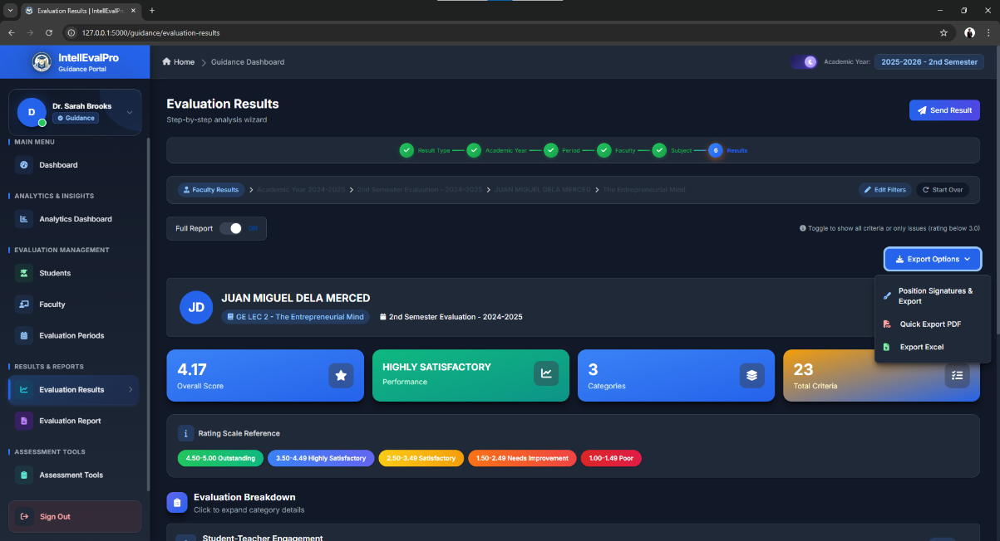 Evaluation Results | IntellEvalPro
127.0.0.1:5000/guidance/evaluation-results
IntellEvalPro
Guidance Portal
D
Dr. Sarah Brooks
Guidance
MAIN MENU
Dashboard
ANALYTICS & INSIGHTS
Analytics Dashboard
EVALUATION MANAGEMENT
Students
Faculty
Evaluation Periods
RESULTS & REPORTS
Evaluation Results
Evaluation Report
ASSESSMENT TOOLS
Assessment Tools
Sign Out
Home
Guidance Dashboard
Academic Year:
2025-2026 - 2nd Semester
Evaluation Results
Step-by-step analysis wizard
Send Result
Result Type
Academic Year
Period
Faculty
Subject
6
Results
Faculty Results
Academic Year 2024-2025
2nd Semester Evaluation - 2024-2025
JUAN MIGUEL DELA MERCED
The Entrepreneurial Mind
Edit Filters
Start Over
Full Report
Toggle to show all criteria or only issues (rating below 3.0)
Export Options
Position Signatures &
Export
Quick Export PDF
Export Excel
JD
JUAN MIGUEL DELA MERCED
GE LEC 2 - The Entrepreneurial Mind
2nd Semester Evaluation - 2024-2025
4.17
Overall Score
HIGHLY SATISFACTORY
Performance
3
Categories
23
Total Criteria
Rating Scale Reference
4.50-5.00 Outstanding
3.50-4.49 Highly Satisfactory
2.50-3.49 Satisfactory
1.50-2.49 Needs Improvement
1.00-1.49 Poor
Evaluation Breakdown
Click to expand category details
Student-Teacher Engagement